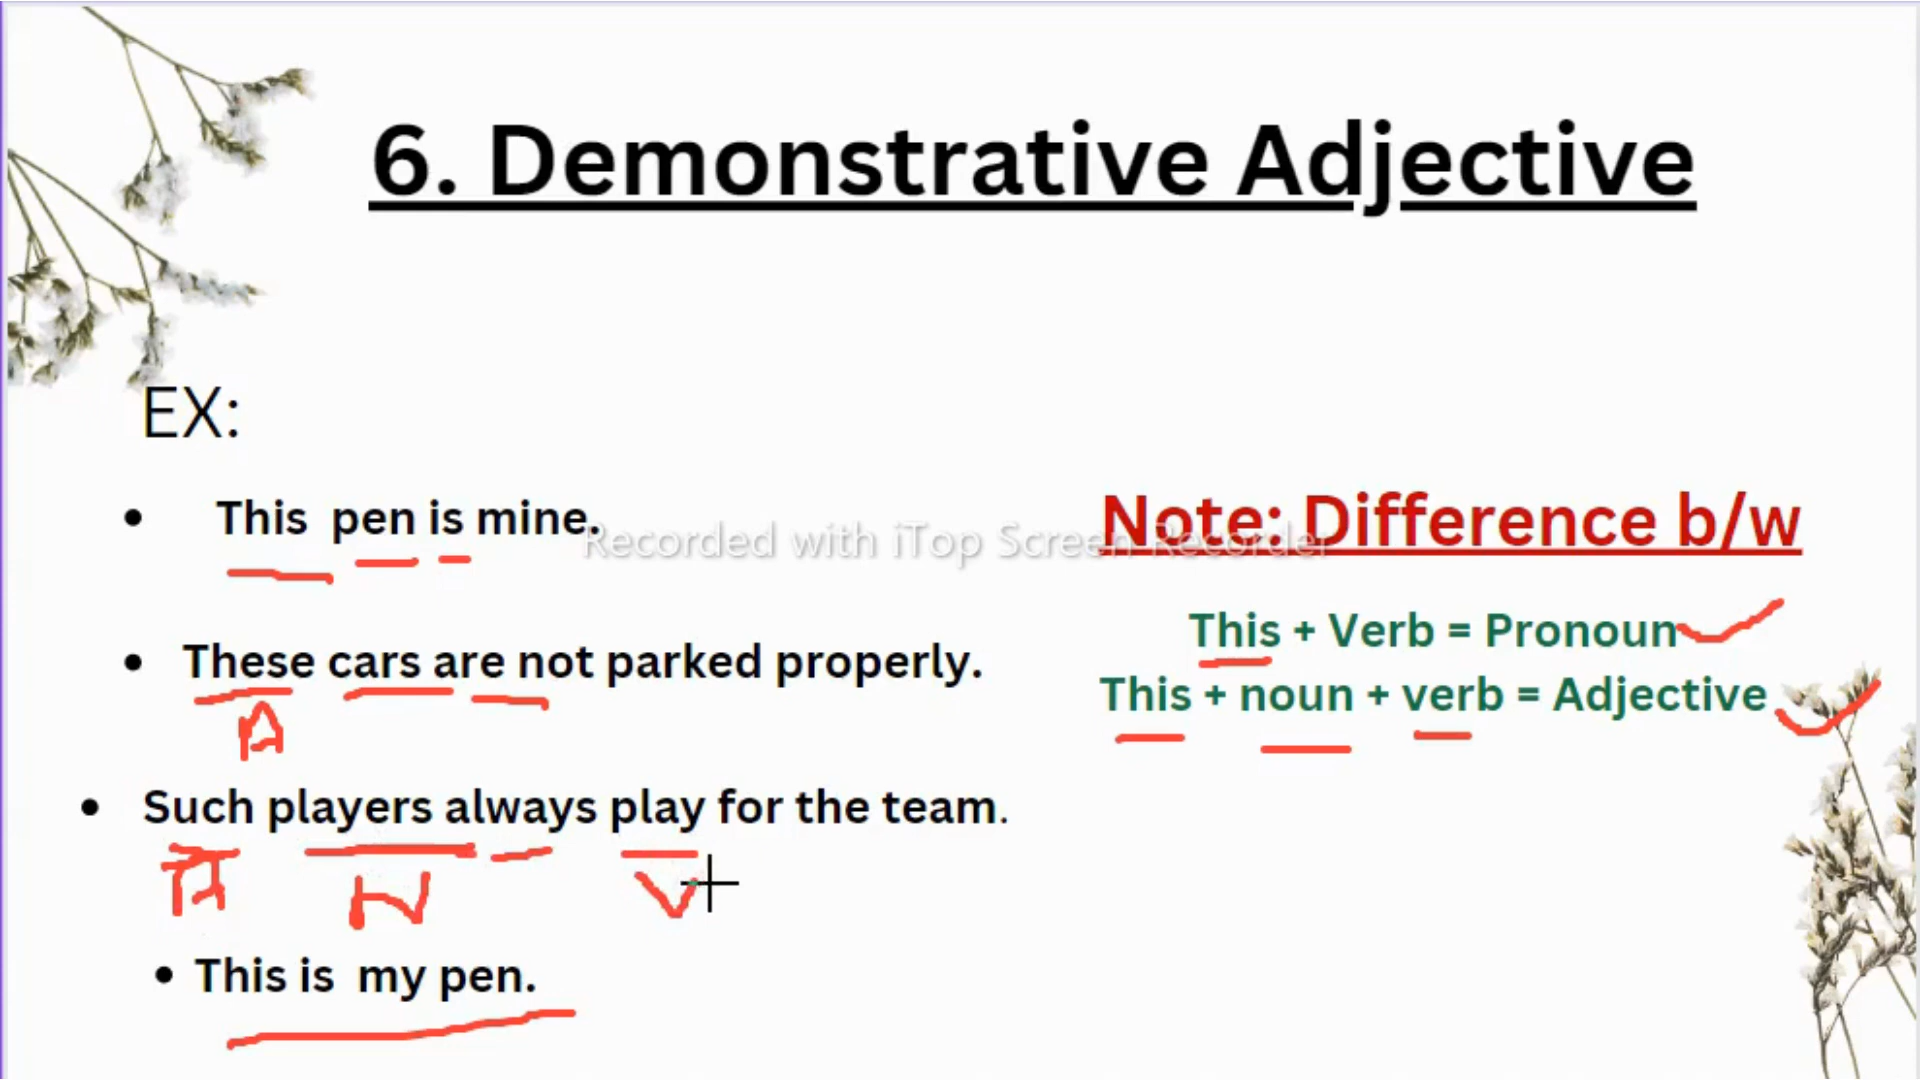 6. Demonstrative Adjective
EX:
This pen is mine.
Recorded with iTop Screen Recorder
Note: Difference b/w
This + Verb = Pronoun
These cars are not parked properly.
This + noun + verb = Adjective
A
Such players always play for the team.
A N V
This is my pen.